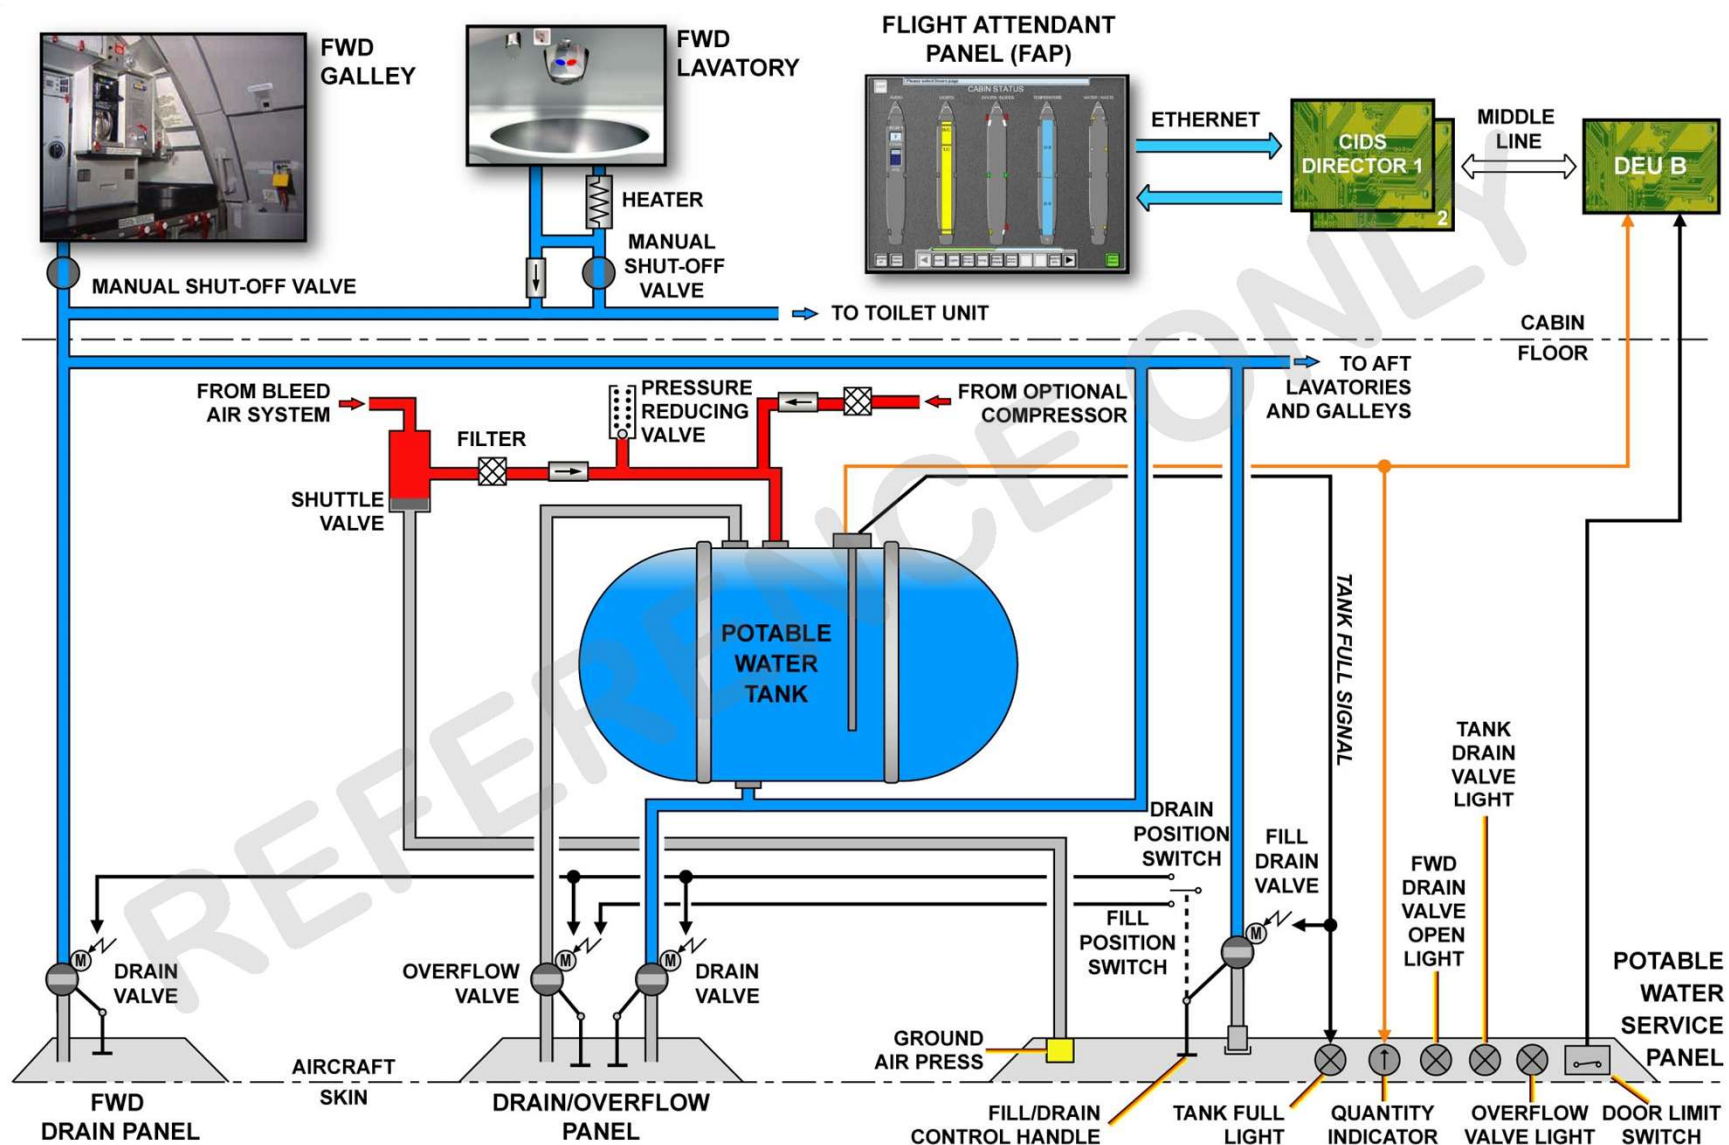 FWD
GALLEY
FWD
LAVATORY
FLIGHT ATTENDANT
PANEL (FAP)
CABIN STATUS
ETHERNET
CIDS
DIRECTOR 1
2
MIDDLE
LINE
DEU B
HEATER
MANUAL
SHUT-OFF
VALVE
MANUAL SHUT-OFF VALVE
TO TOILET UNIT
CABIN
FLOOR
TO AFT
LAVATORIES
AND GALLEYS
FROM BLEED
AIR SYSTEM
FILTER
PRESSURE
REDUCING
VALVE
FROM OPTIONAL
COMPRESSOR
SHUTTLE
VALVE
POTABLE
WATER
TANK
TANK FULL SIGNAL
REFERENCE ONLY
DRAIN
POSITION
SWITCH
FILL
POSITION
SWITCH
FILL
DRAIN
VALVE
TANK
DRAIN
VALVE
LIGHT
FWD
DRAIN
VALVE
OPEN
LIGHT
M
DRAIN
VALVE
OVERFLOW
VALVE
M
M
DRAIN
VALVE
M
POTABLE
WATER
SERVICE
PANEL
GROUND
AIR PRESS
AIRCRAFT
SKIN
FWD
DRAIN PANEL
DRAIN/OVERFLOW
PANEL
FILL/DRAIN
CONTROL HANDLE
TANK FULL
LIGHT
QUANTITY
INDICATOR
OVERFLOW
VALVE LIGHT
DOOR LIMIT
SWITCH